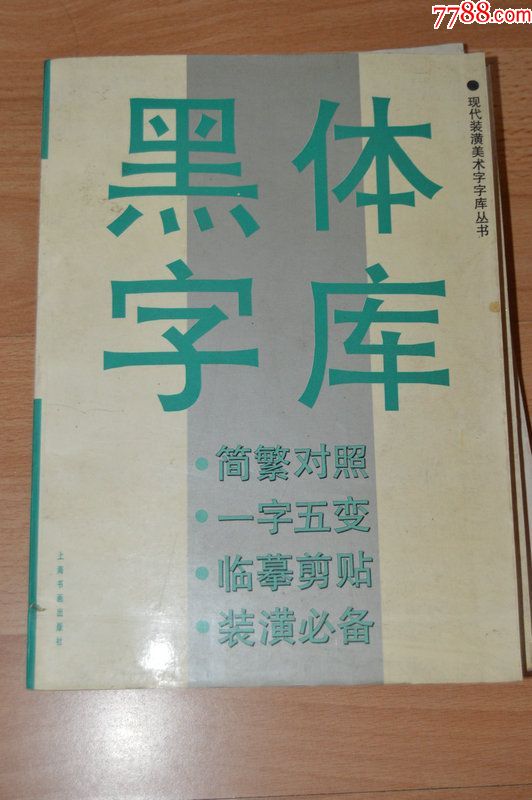 7788.com
黑体
字库
●现代装潢美术字字库丛书
·简繁对照
·一字五变
·临摹剪贴
·装潢必备
上海书画出版社